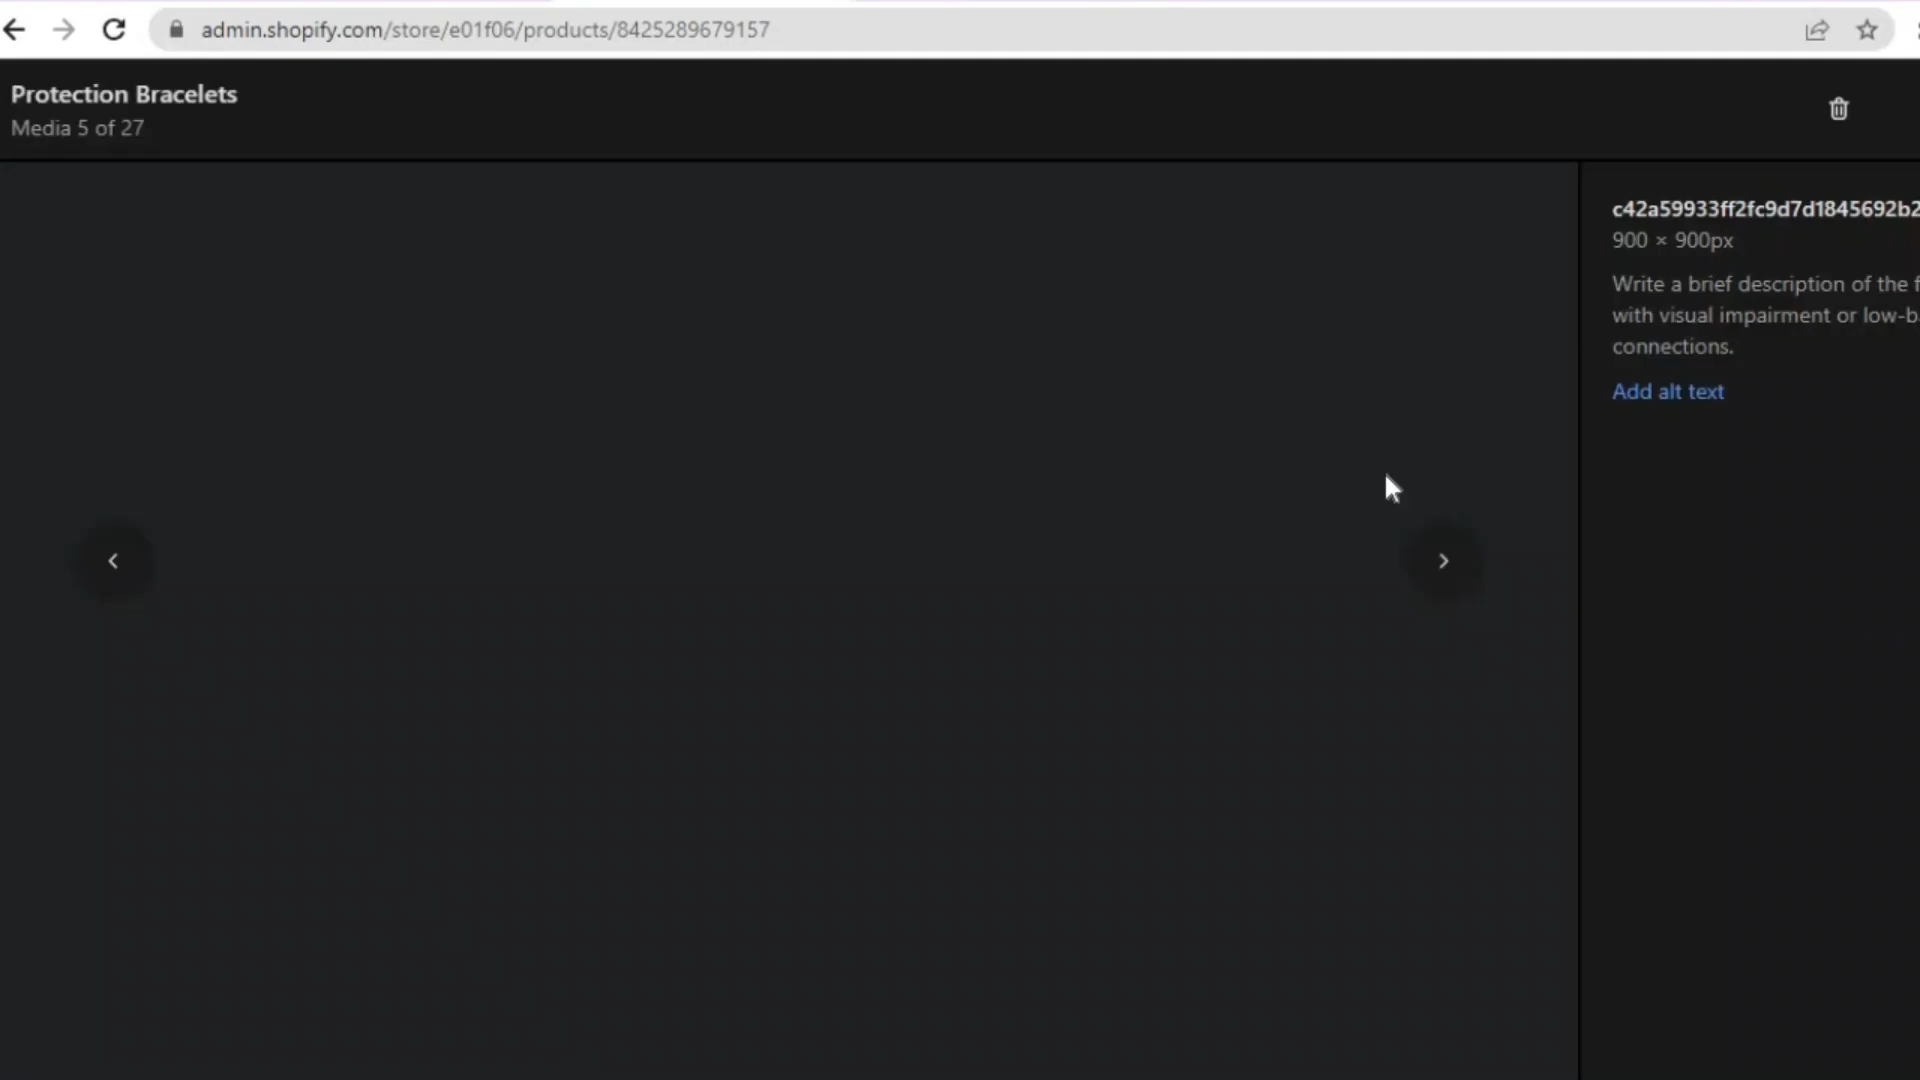 admin.shopify.com/store/e01f06/products/8425289679157
Protection Bracelets
Media 5 of 27
c42a59933ff2fc9d7d1845692b2
900 × 900px
Write a brief description of the
with visual impairment or
connections.
Add alt text